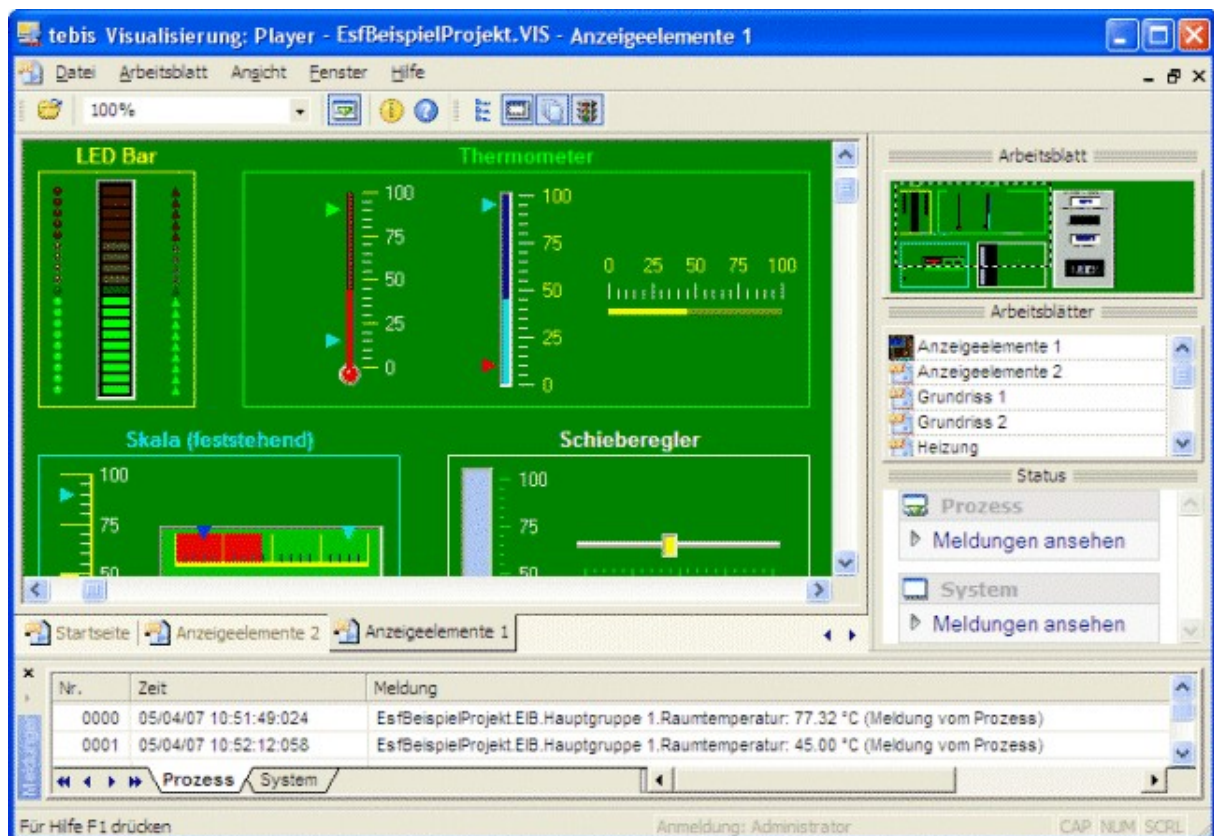 tebis Visualisierung: Player - EsfBeispielProjekt.VIS - Anzeigeelemente 1
Datei Arbeitsblatt Ansicht Fenster Hilfe
100%
LED Bar
Thermometer
100
75
50
25
0
100
75
50
25
0
0 25 50 75 100
Skala (feststehend)
100
75
50
Schieberegler
100
75
50
Arbeitsblatt
Arbeitsblätter
Anzeigeelemente 1
Anzeigeelemente 2
Grundriss 1
Grundriss 2
Heizung
Status
Prozess
Meldungen ansehen
System
Meldungen ansehen
Startseite Anzeigeelemente 2 Anzeigeelemente 1
Meldungen
Nr. Zeit Meldung
0000 05/04/07 10:51:49:024 EsfBeispielProjekt.EIB.Hauptgruppe 1.Raumtemperatur: 77.32 °C (Meldung vom Prozess)
0001 05/04/07 10:52:12:058 EsfBeispielProjekt.EIB.Hauptgruppe 1.Raumtemperatur: 45.00 °C (Meldung vom Prozess)
Prozess System
Für Hilfe F1 drücken
Anmeldung: Administrator
CAP NUM SCRL